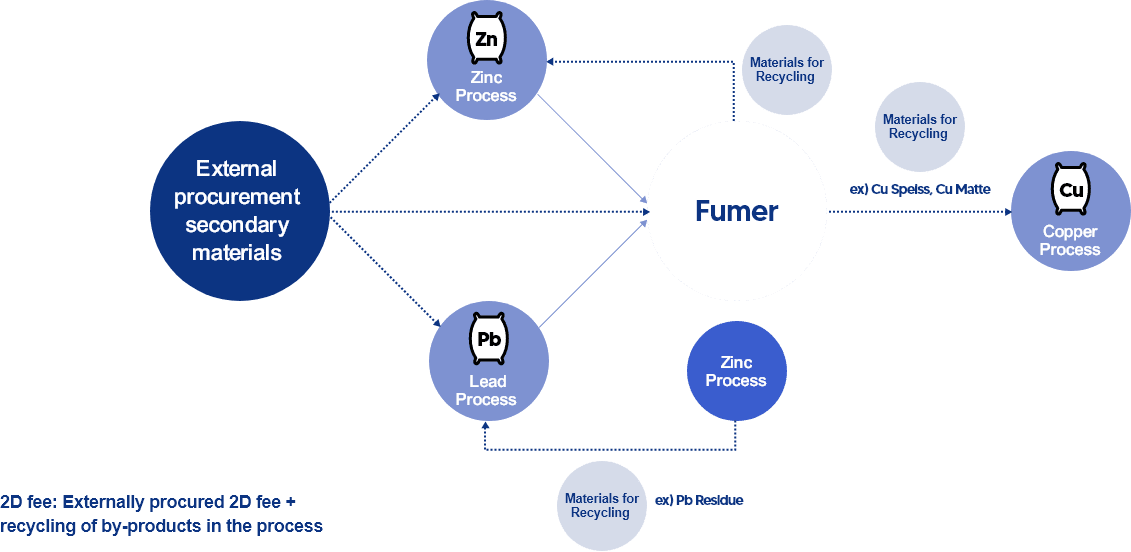 Zn
Zinc
Process
Materials for
Recycling
Materials for
Recycling
External
procurement
secondary
materials
Fumer
ex) Cu Speiss, Cu Matte
Cu
Copper
Process
Pb
Lead
Process
Zinc
Process
Materials for
Recycling
ex) Pb Residue
2D fee: Externally procured 2D fee +
recycling of by-products in the process